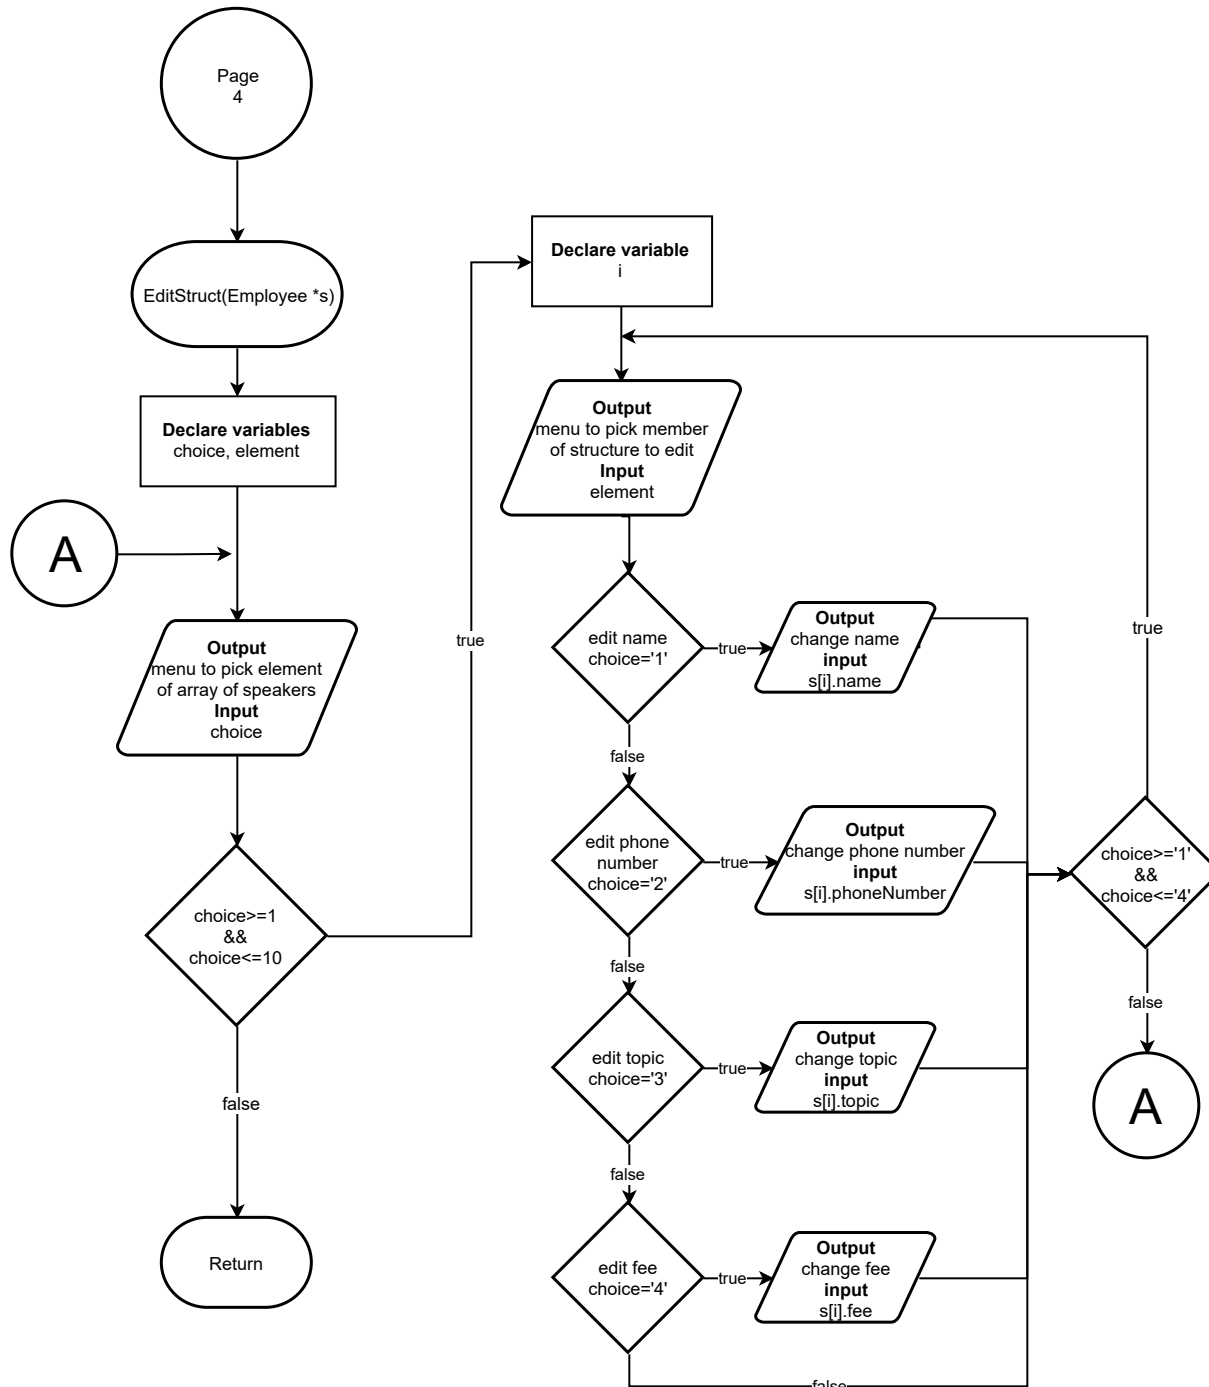 Page
4
EditStruct(Employee *s)
Declare variables
choice, element
A
Output
menu to pick element
of array of speakers
Input
choice
choice>=1
&&
choice<=10
false
Return
true
Declare variable
i
Output
menu to pick member
of structure to edit
Input
element
edit name
choice='1'
true
Output
change name
input
s[i].name
false
edit phone
number
choice='2'
true
Output
change phone number
input
s[i].phoneNumber
false
edit topic
choice='3'
true
Output
change topic
input
s[i].topic
false
edit fee
choice='4'
true
Output
change fee
input
s[i].fee
false
true
choice>='1'
&&
choice<='4'
false
A